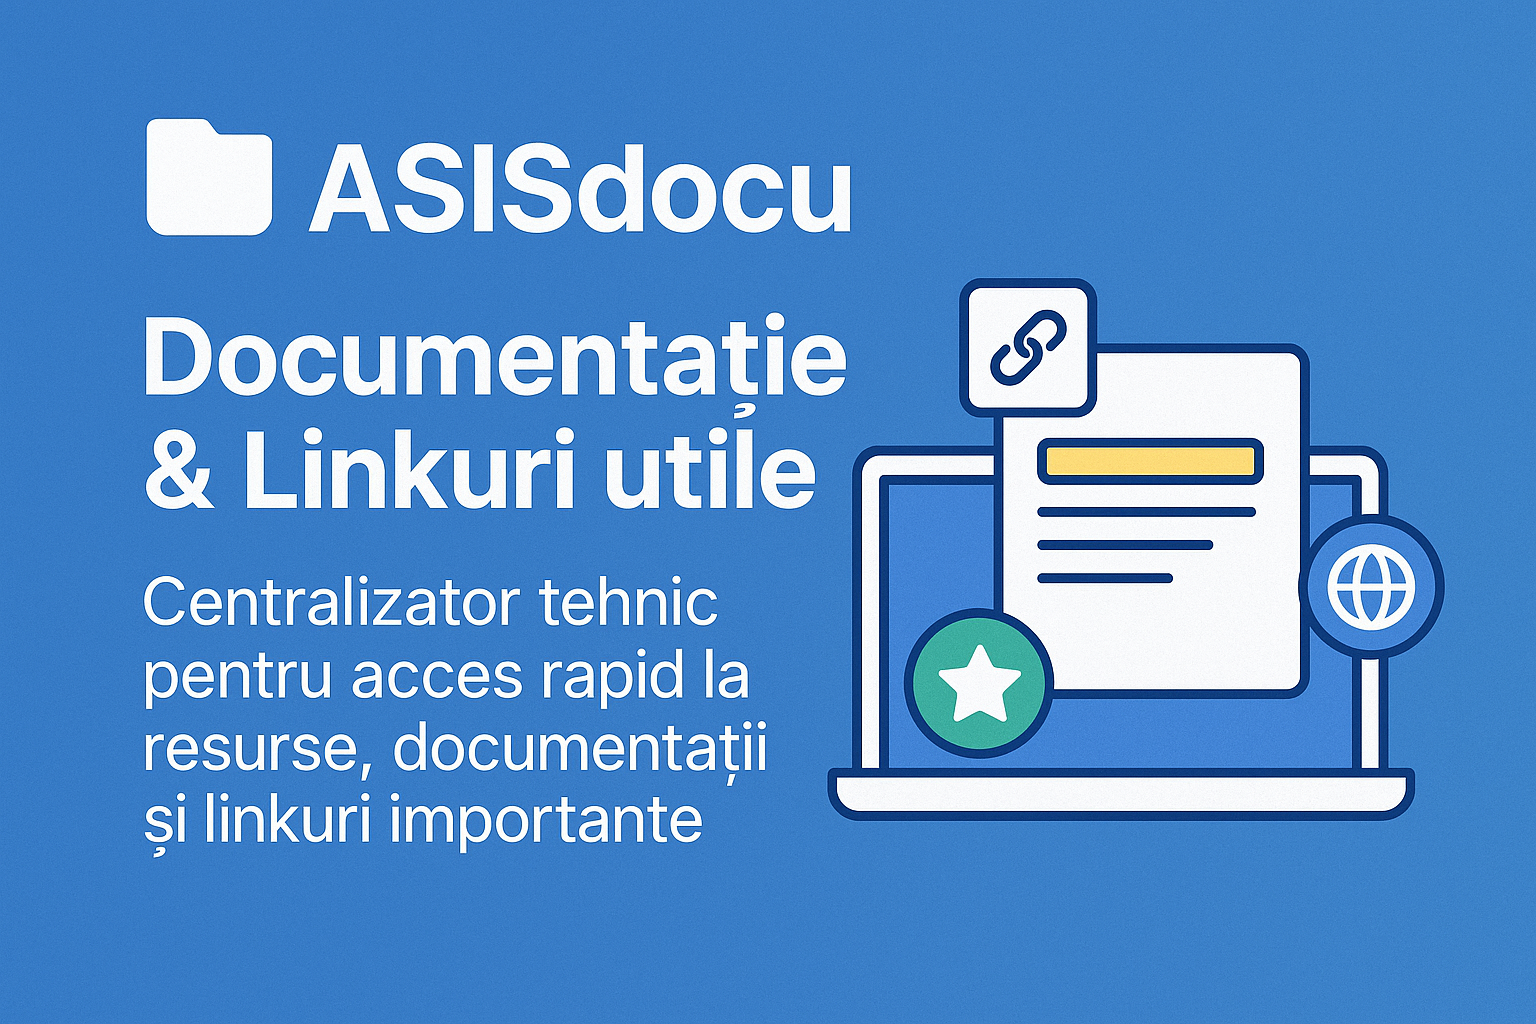 ASISdocu
Documentație
& Linkuri utile
Centralizator tehnic
pentru acces rapid la
resurse, documentații
și linkuri importante